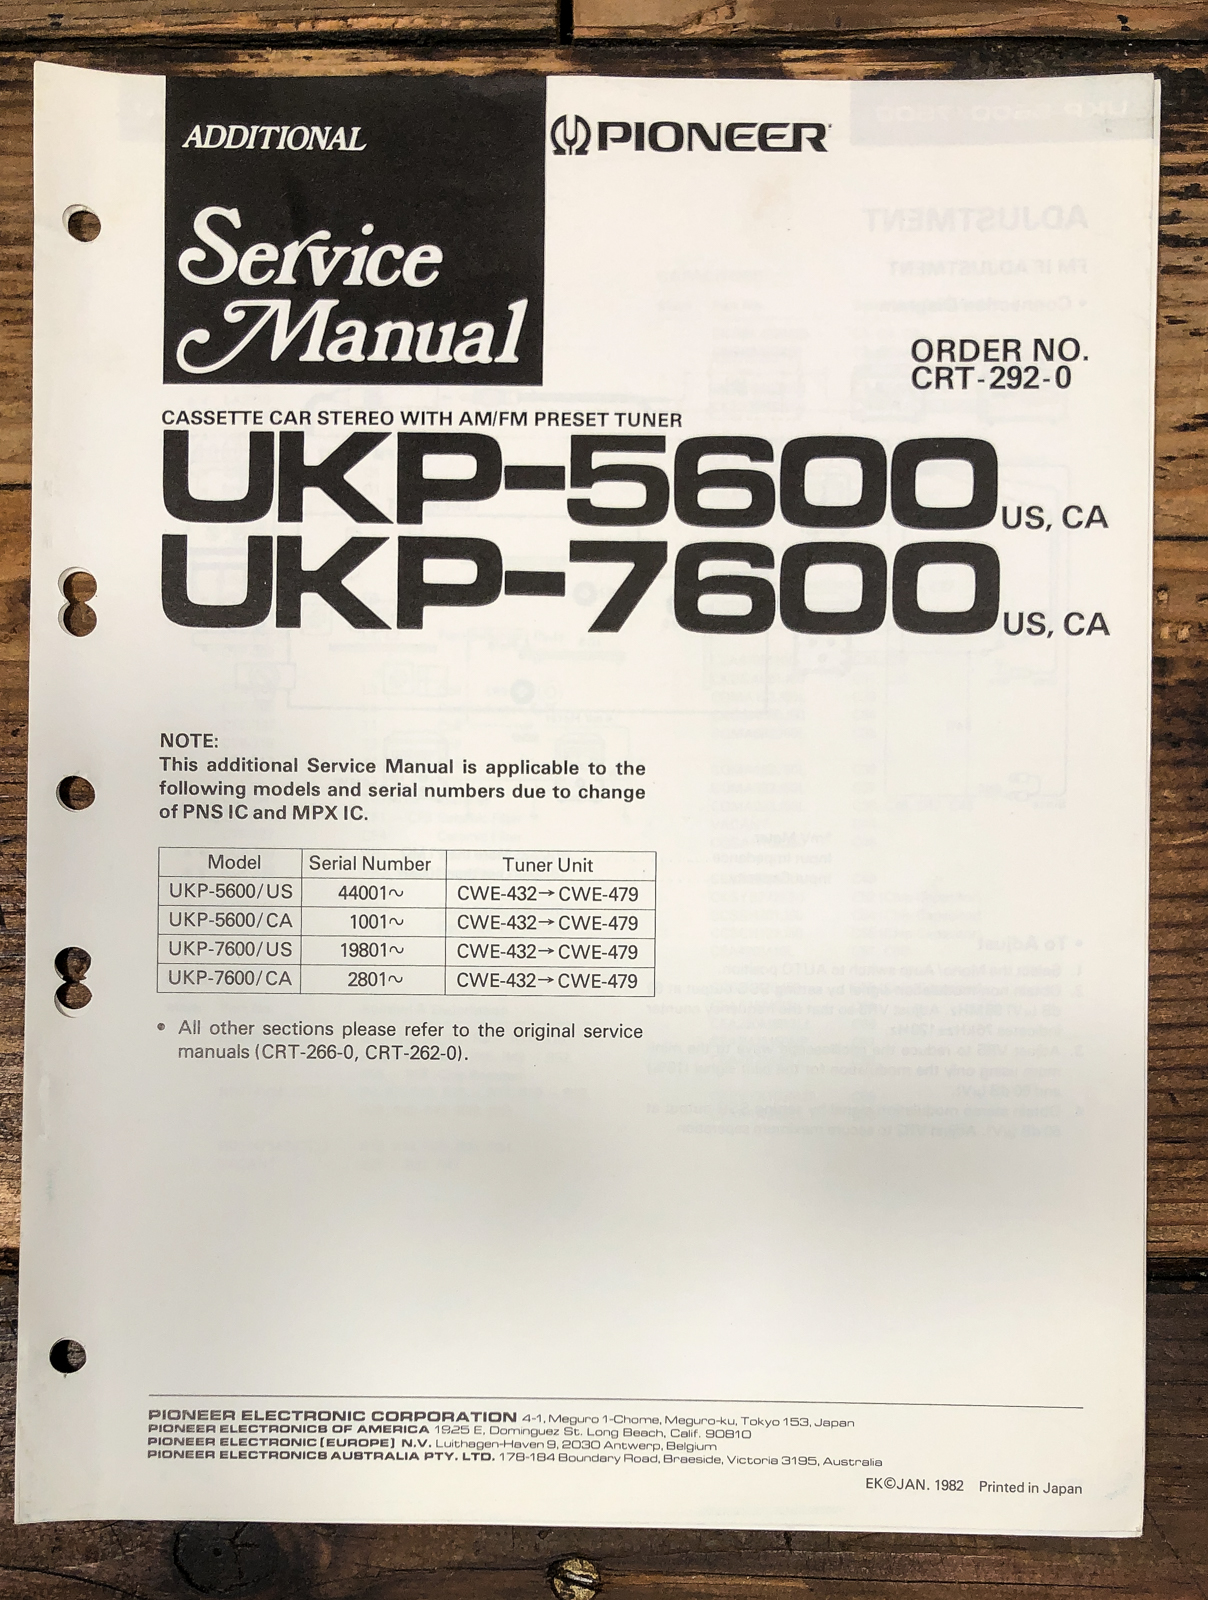 ADDITIONAL
Service
Manual
PIONEER
ORDER NO.
CRT-292-0
CASSETTE CAR STEREO WITH AM/FM PRESET TUNER
UKP-5600 US, CA
UKP-7600 US, CA
NOTE:
This additional Service Manual is applicable to the
following models and serial numbers due to change
of PNS IC and MPX IC.
Model Serial Number Tuner Unit
UKP-5600/US 44001~ CWE-432→CWE-479
UKP-5600/CA 1001~ CWE-432→CWE-479
UKP-7600/US 19801~ CWE-432→CWE-479
UKP-7600/CA 2801~ CWE-432→CWE-479
• All other sections please refer to the original service
manuals (CRT-266-0, CRT-262-0).
PIONEER ELECTRONIC CORPORATION 4-1, Meguro 1-Chome, Meguro-ku, Tokyo 153, Japan
PIONEER ELECTRONICS OF AMERICA 1925 E, Dominguez St. Long Beach, Calif. 90810
PIONEER ELECTRONIC [EUROPE] N.V. Luithagen-Haven 9, 2030 Antwerp, Belgium
PIONEER ELECTRONICS AUSTRALIA PTY. LTD. 178-184 Boundary Road, Braeside, Victoria 3195, Australia
EK©JAN. 1982 Printed in Japan